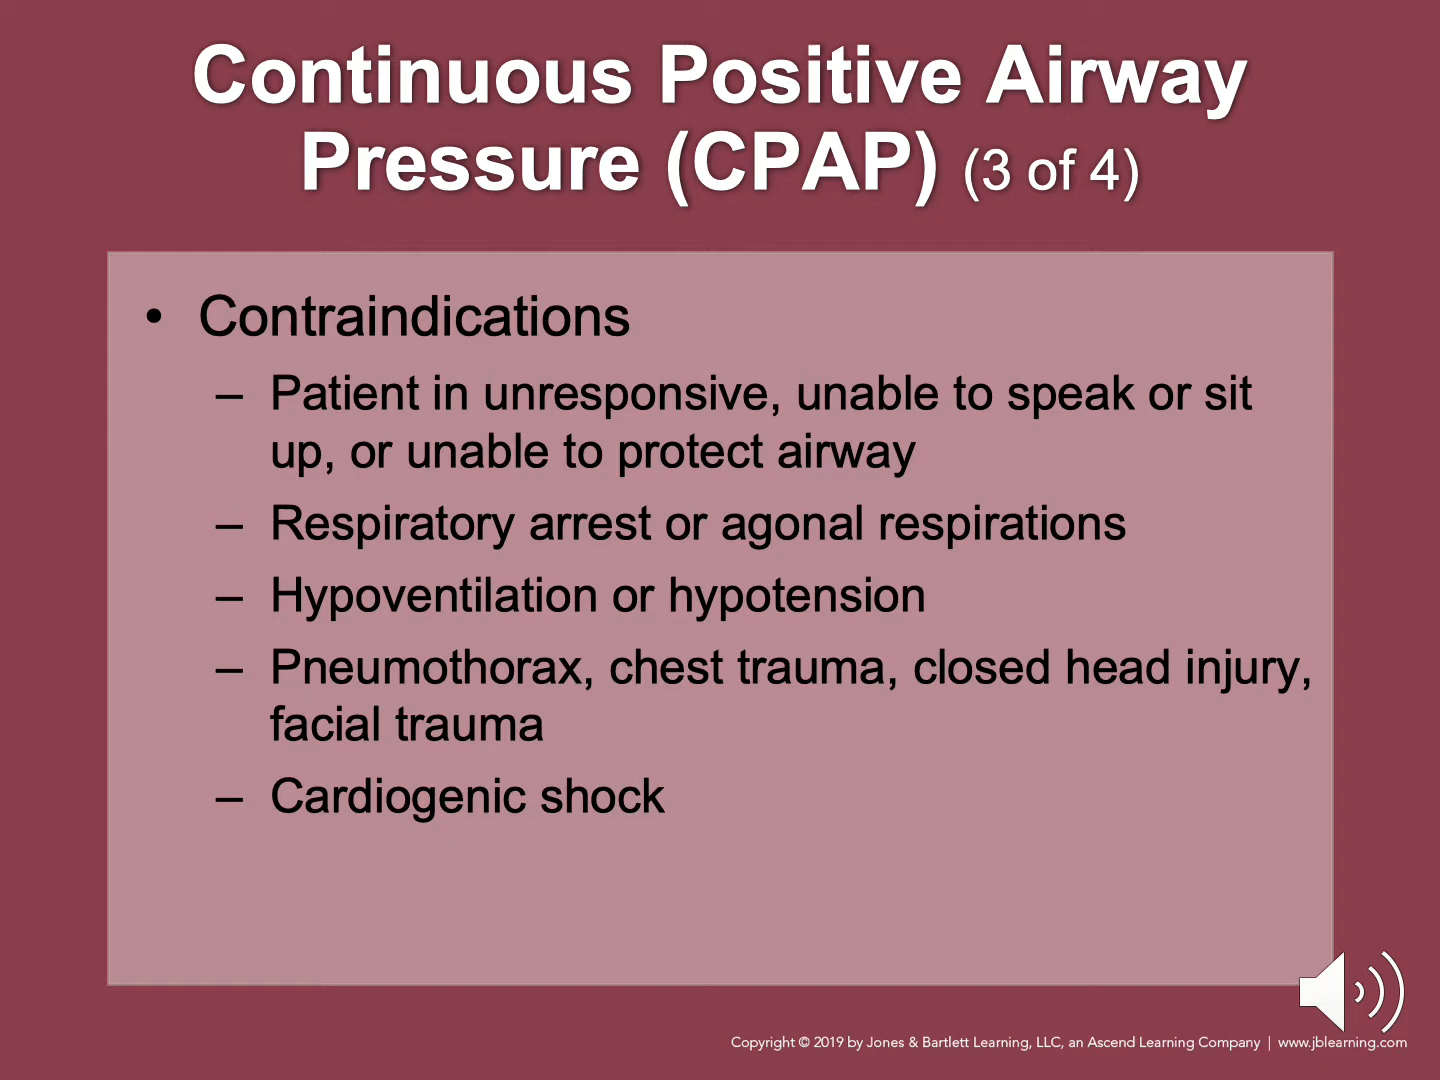 Continuous Positive Airway
Pressure (CPAP) (3 of 4)
• Contraindications
– Patient in unresponsive, unable to speak or sit
up, or unable to protect airway
– Respiratory arrest or agonal respirations
– Hypoventilation or hypotension
– Pneumothorax, chest trauma, closed head injury,
facial trauma
– Cardiogenic shock
Copyright © 2019 by Jones & Bartlett Learning, LLC, an Ascend Learning Company | www.jblearning.com